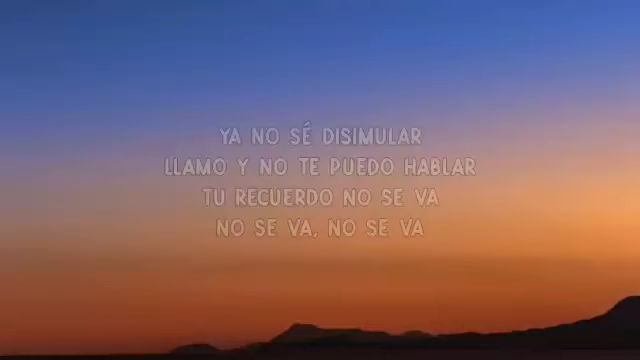 YA NO SÉ DISIMULAR
LLAMO Y NO TE PUEDO HABLAR
TU RECUERDO NO SE VA
NO SE VA, NO SE VA